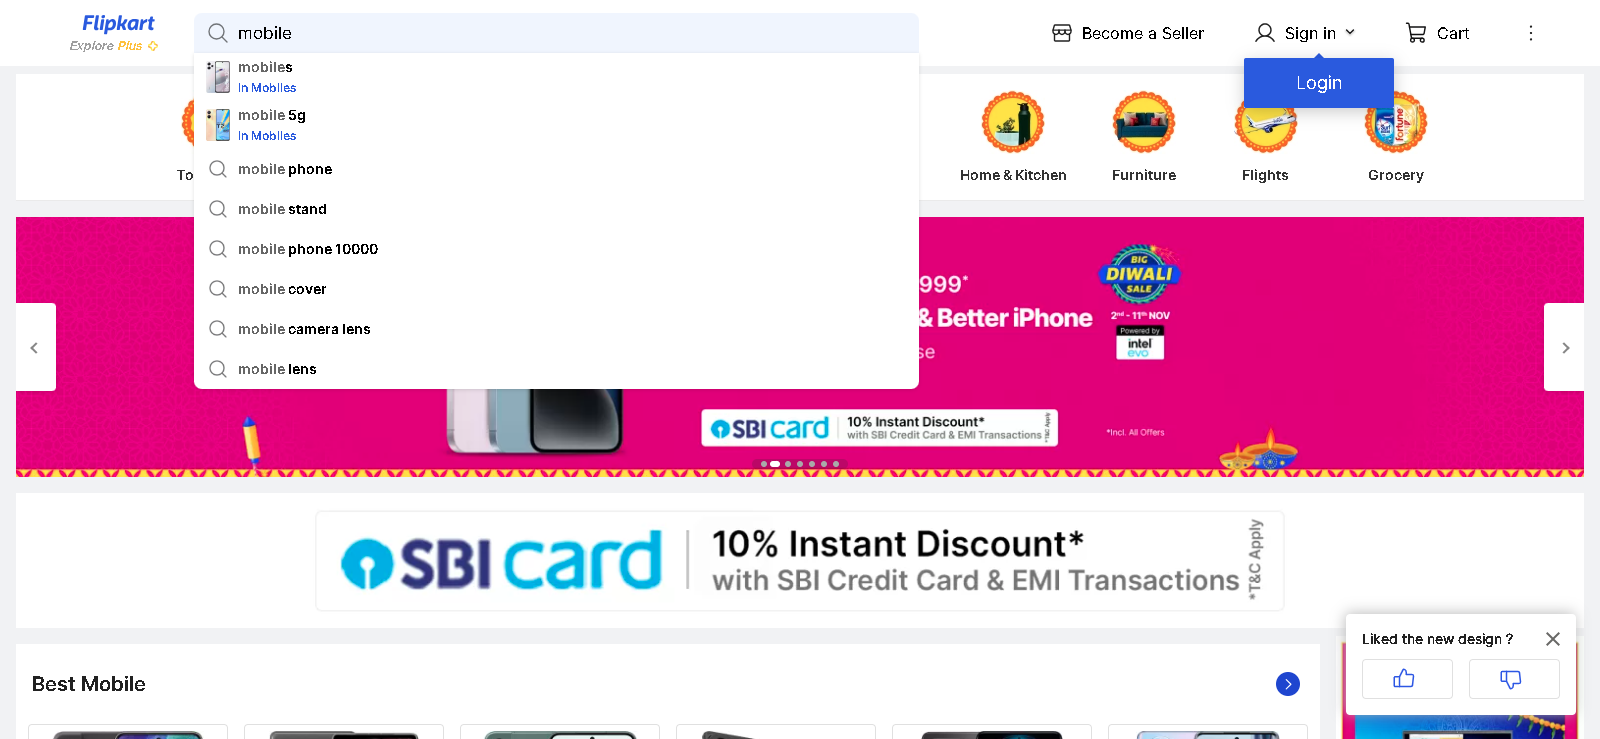 Flipkart
Explore Plus
mobile
Become a Seller
Sign in
Cart
Login
mobiles
in Mobiles
mobile 5g
in Mobiles
mobile phone
mobile stand
mobile phone 10000
mobile cover
mobile camera lens
mobile lens
To
Home & Kitchen
Furniture
Flights
Grocery
999*
& Better iPhone
se
BIG
DIWALI
SALE
2nd - 11th NOV
Powered by
intel
evo
SBI card
10% Instant Discount*
with SBI Credit Card & EMI Transactions
*T&C Apply
*Incl. All Offers
SBI card
10% Instant Discount*
with SBI Credit Card & EMI Transactions
*T&C Apply
Liked the new design ?
Best Mobile